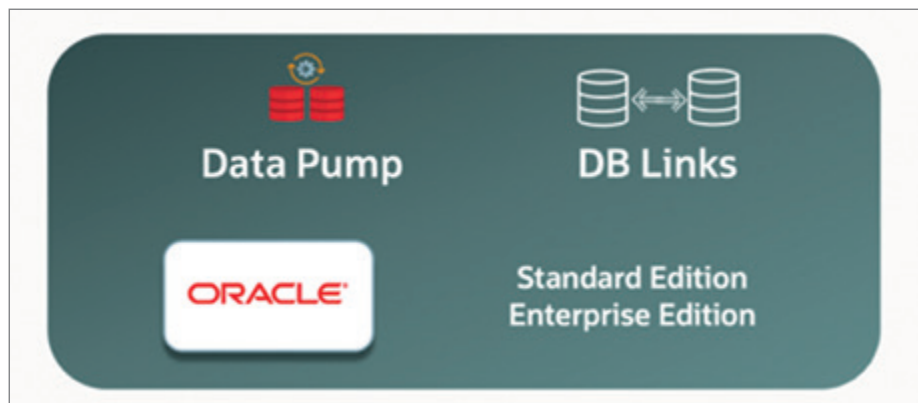 Data Pump
DB Links
ORACLE
Standard Edition
Enterprise Edition